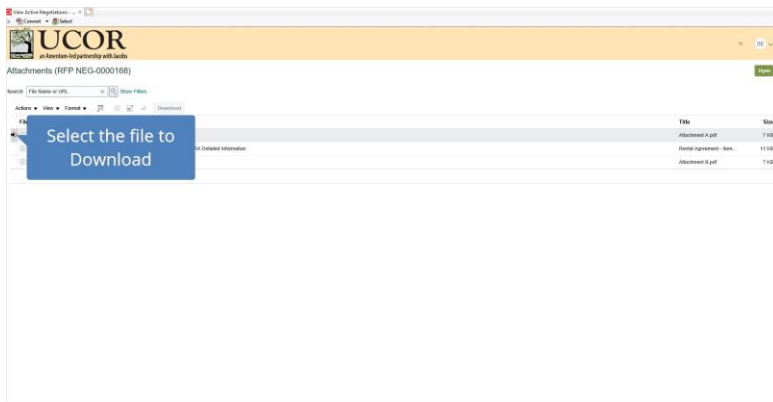 View Active Negotiations - ...
x Convert Select
UCOR
an Amentum-led partnership with Jacobs
DE
Attachments (RFP NEG-0000168)
Search File Name or URL Show Filters
Actions View Format Download
Title Size
Select the file to
Download
Attachment A.pdf 7 KB
Detailed Information Rental Agreement - Item ... 11 KB
Attachment B.pdf 7 KB